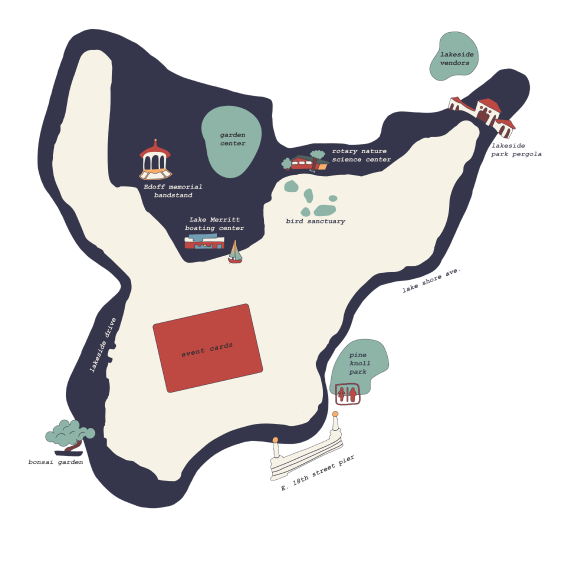 lakeside
vendors
garden
center
rotary nature
science center
lakeside
park pergola
Edoff memorial
bandstand
Lake Merritt
boating center
bird sanctuary
lake shore ave.
lakeside drive
event cards
pine
knoll
park
bonsai garden
E. 18th street pier